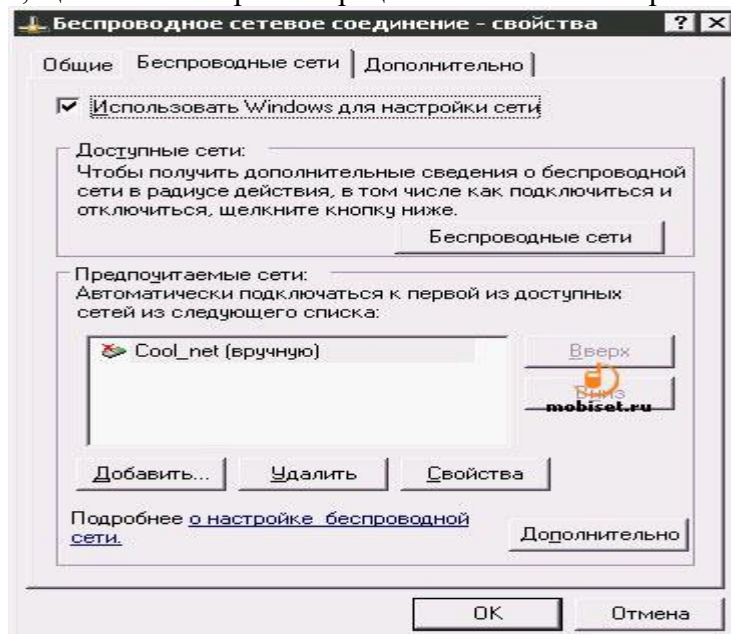 Беспроводное сетевое соединение - свойства
Общие Беспроводные сети Дополнительно
Использовать Windows для настройки сети
Доступные сети:
Чтобы получить дополнительные сведения о беспроводной
сети в радиусе действия, в том числе как подключиться и
отключиться, щелкните кнопку ниже.
Беспроводные сети
Предпочитаемые сети:
Автоматически подключаться к первой из доступных
сетей из следующего списка:
Cool_net (вручную)
Вверх
Вниз
mobiset.ru
Добавить... Удалить Свойства
Подробнее о настройке беспроводной
сети.
Дополнительно
OK Отмена